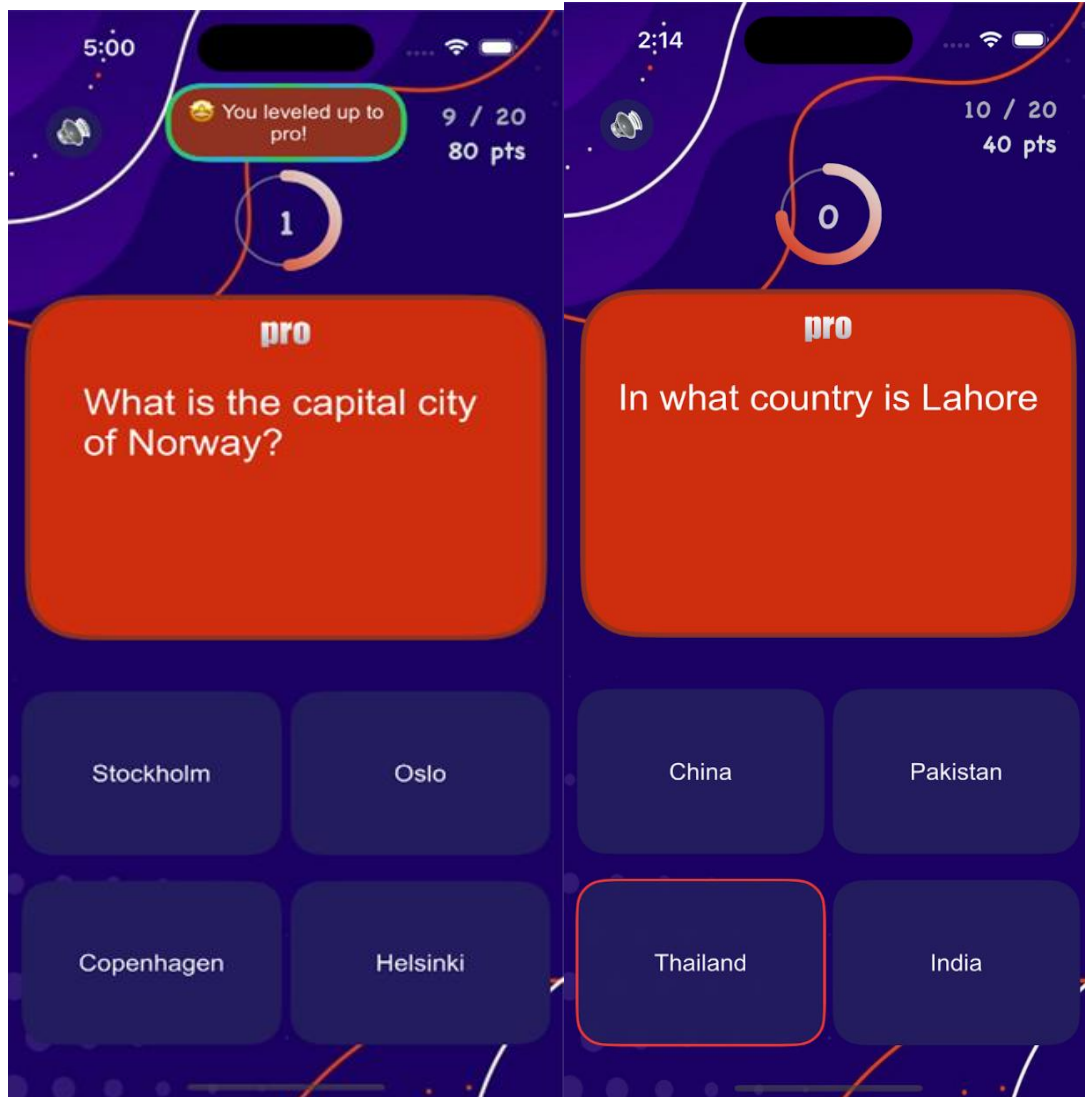 5:00
🤩 You leveled up to
pro!
9 / 20
80 pts
1
pro
What is the capital city
of Norway?
Stockholm
Oslo
Copenhagen
Helsinki
2:14
10 / 20
40 pts
0
pro
In what country is Lahore
China
Pakistan
Thailand
India